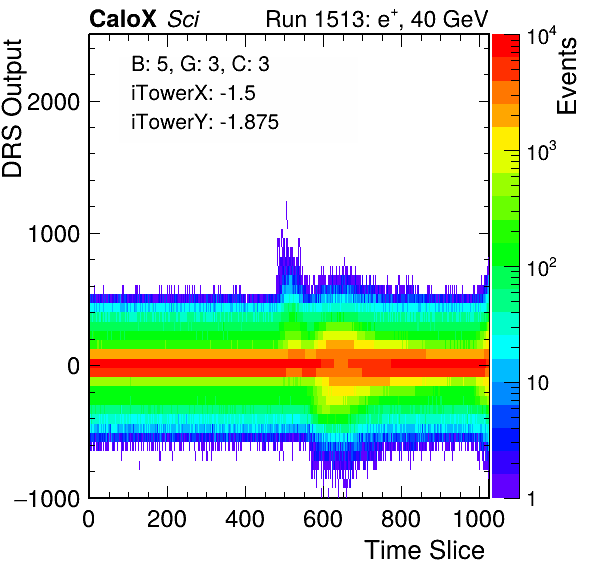 CaloX Sci Run 1513: e⁺, 40 GeV
B: 5, G: 3, C: 3
iTowerX: -1.5
iTowerY: -1.875
DRS Output
2000
1000
0
−1000
0 200 400 600 800 1000
Time Slice
Events
10⁴
10³
10²
10
1